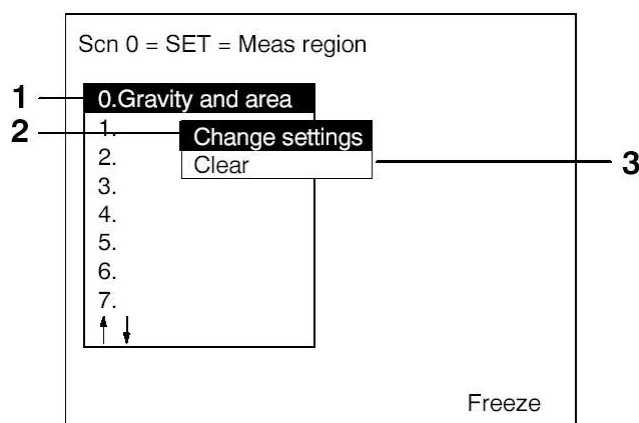 Scn 0 = SET = Meas region
1
0.Gravity and area
2
1.
Change settings
2.
Clear
3
3.
4.
5.
6.
7.
Freeze